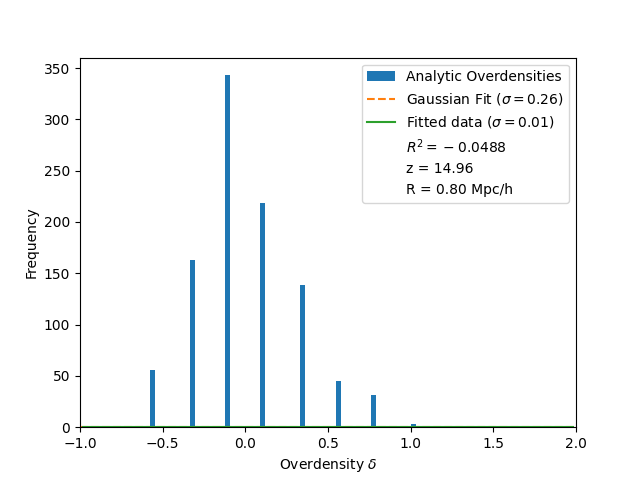 350
300
250
200
150
100
50
0
Frequency
−1.0 −0.5 0.0 0.5 1.0 1.5 2.0
Overdensity δ
Analytic Overdensities
Gaussian Fit (σ = 0.26)
Fitted data (σ = 0.01)
R² = −0.0488
z = 14.96
R = 0.80 Mpc/h